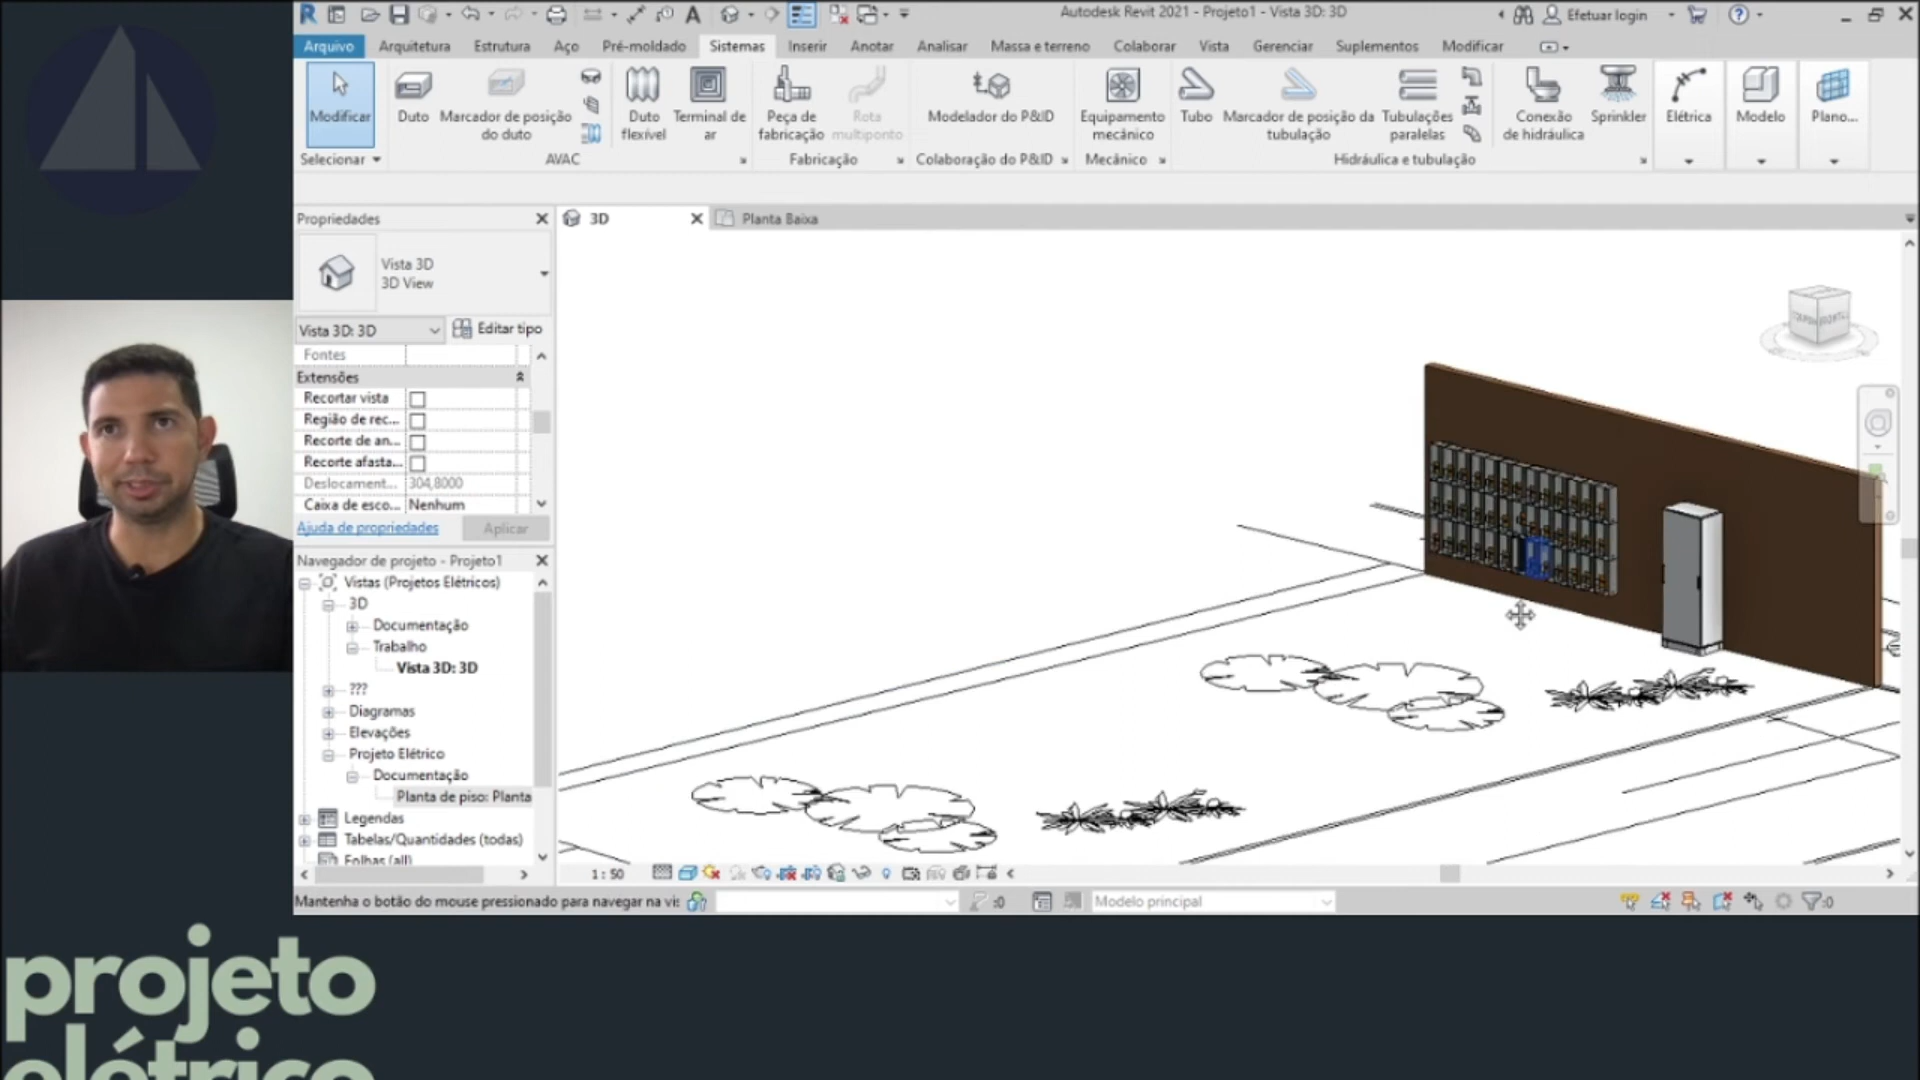 Autodesk Revit 2021 - Projeto1 - Vista 3D: 3D
Efetuar login
Arquivo Arquitetura Estrutura Aço Pré-moldado Sistemas Inserir Anotar Analisar Massa e terreno Colaborar Vista Gerenciar Suplementos Modificar
Modificar
Duto
Marcador de posição do duto
Duto flexível
Terminal de ar
Peça de fabricação
Rota multiponto
Modelador do P&ID
Equipamento mecânico
Tubo
Marcador de posição da tubulação
Tubulações paralelas
Conexão de hidráulica
Sprinkler
Elétrica
Modelo
Plano...
Selecionar AVAC Fabricação Colaboração do P&ID Mecânico Hidráulica e tubulação
Propriedades
3D
Planta Baixa
Vista 3D
3D View
Vista 3D: 3D
Editar tipo
Fontes
Extensões
Recortar vista
Região de rec...
Recorte de an...
Recorte afasta...
Deslocament... 304,8000
Caixa de esco... Nenhum
Ajuda de propriedades
Aplicar
Navegador de projeto - Projeto1
Vistas (Projetos Elétricos)
3D
Documentação
Trabalho
Vista 3D: 3D
???
Diagramas
Elevações
Projeto Elétrico
Documentação
Planta de piso: Planta
Legendas
Tabelas/Quantidades (todas)
Folhas (all)
1 : 50
Mantenha o botão do mouse pressionado para navegar na vi:
:0
Modelo principal
:0
projeto
elétrico